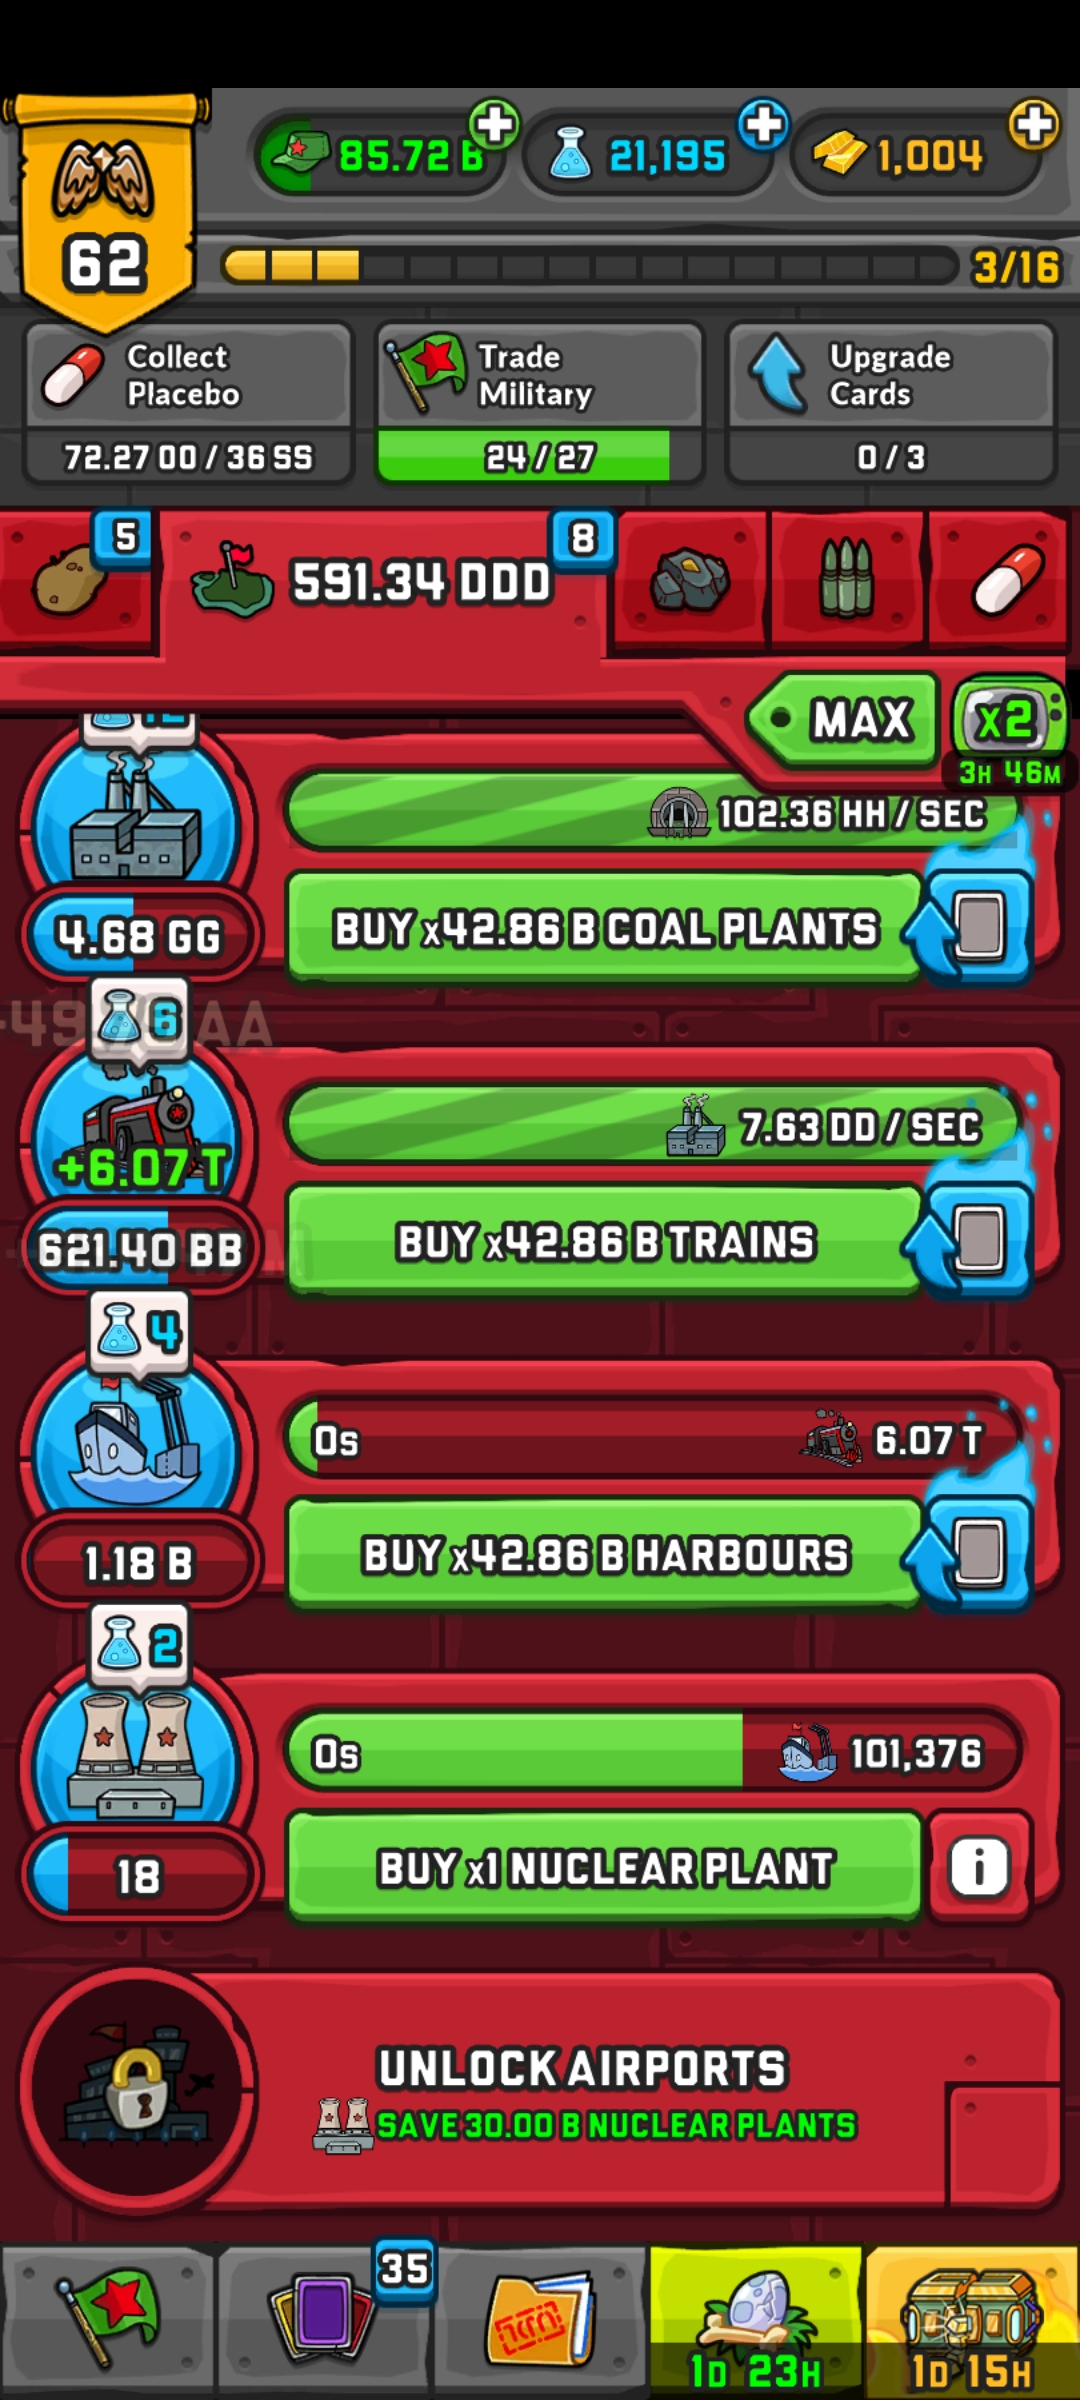 85.72 B
21,195
1,004
62
3/16
Collect
Placebo
72.27 OO / 36 SS
Trade
Military
24 / 27
Upgrade
Cards
0 / 3
5
591.34 DDD
8
MAX
x2
3H 46M
12
102.36 HH / SEC
4.68 GG
BUY x42.86 B COAL PLANTS
6
7.63 DD / SEC
+6.07 T
621.40 BB
BUY x42.86 B TRAINS
4
0s
6.07 T
1.18 B
BUY x42.86 B HARBOURS
2
0s
101,376
18
BUY x1 NUCLEAR PLANT
i
UNLOCK AIRPORTS
SAVE 30.00 B NUCLEAR PLANTS
35
1D 23H
1D 15H